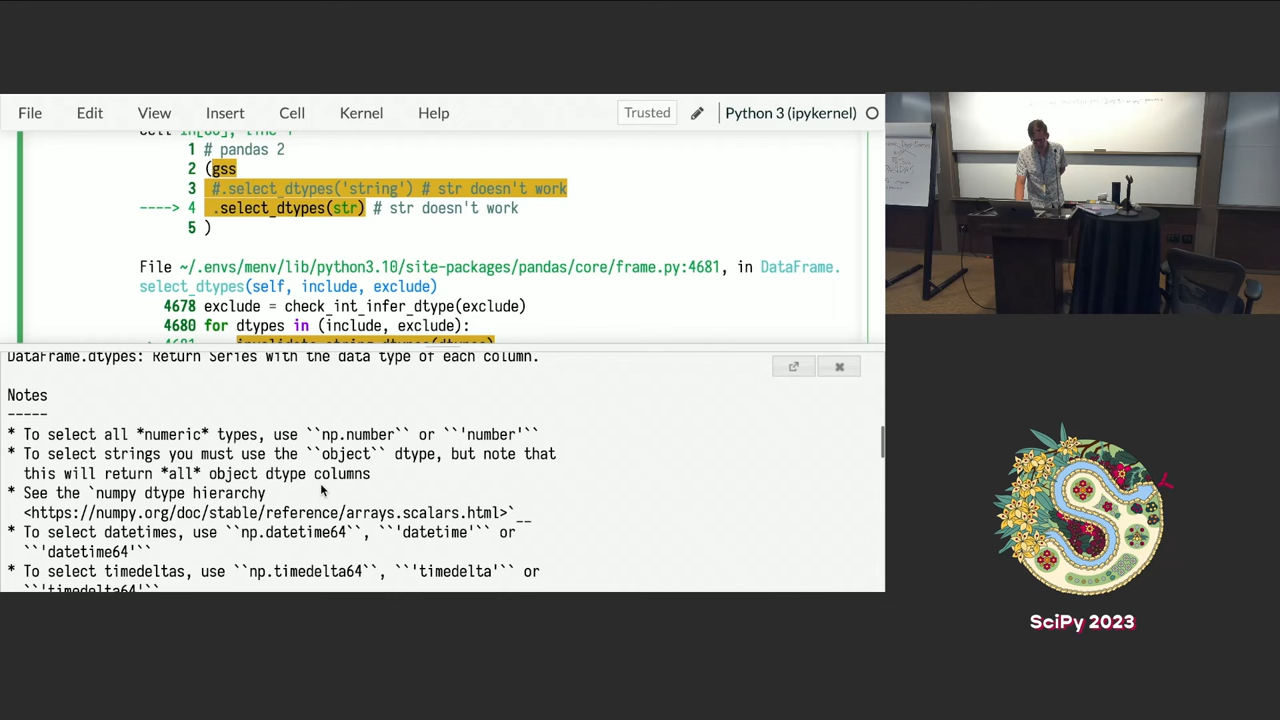 File Edit View Insert Cell Kernel Help Trusted Python 3 (ipykernel)
1 # pandas 2
2 (gss
3 #.select_dtypes('string') # str doesn't work
----> 4 .select_dtypes(str) # str doesn't work
5 )
File ~/.envs/menv/lib/python3.10/site-packages/pandas/core/frame.py:4681, in DataFrame.
select_dtypes(self, include, exclude)
4678 exclude = check_int_infer_dtype(exclude)
4680 for dtypes in (include, exclude):
DataFrame.dtypes: Return Series with the data type of each column.
Notes
-----
* To select all *numeric* types, use ``np.number`` or ``'number'``
* To select strings you must use the ``object`` dtype, but note that
this will return *all* object dtype columns
* See the `numpy dtype hierarchy
<https://numpy.org/doc/stable/reference/arrays.scalars.html>`__
* To select datetimes, use ``np.datetime64``, ``'datetime'`` or
``'datetime64'``
* To select timedeltas, use ``np.timedelta64``, ``'timedelta'`` or
``'timedelta64'``
SciPy 2023